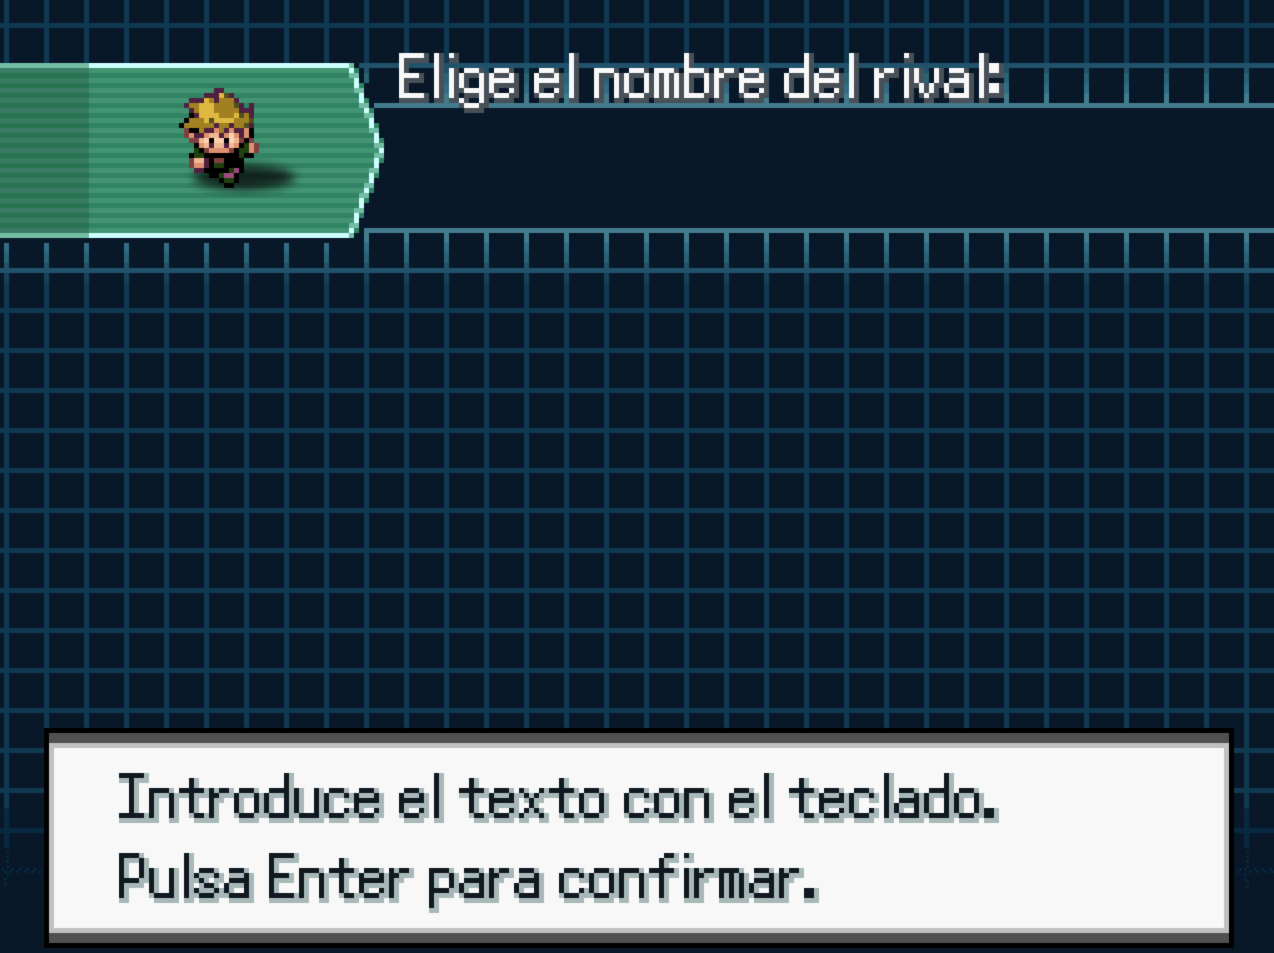 Elige el nombre del rival:
Introduce el texto con el teclado.
Pulsa Enter para confirmar.